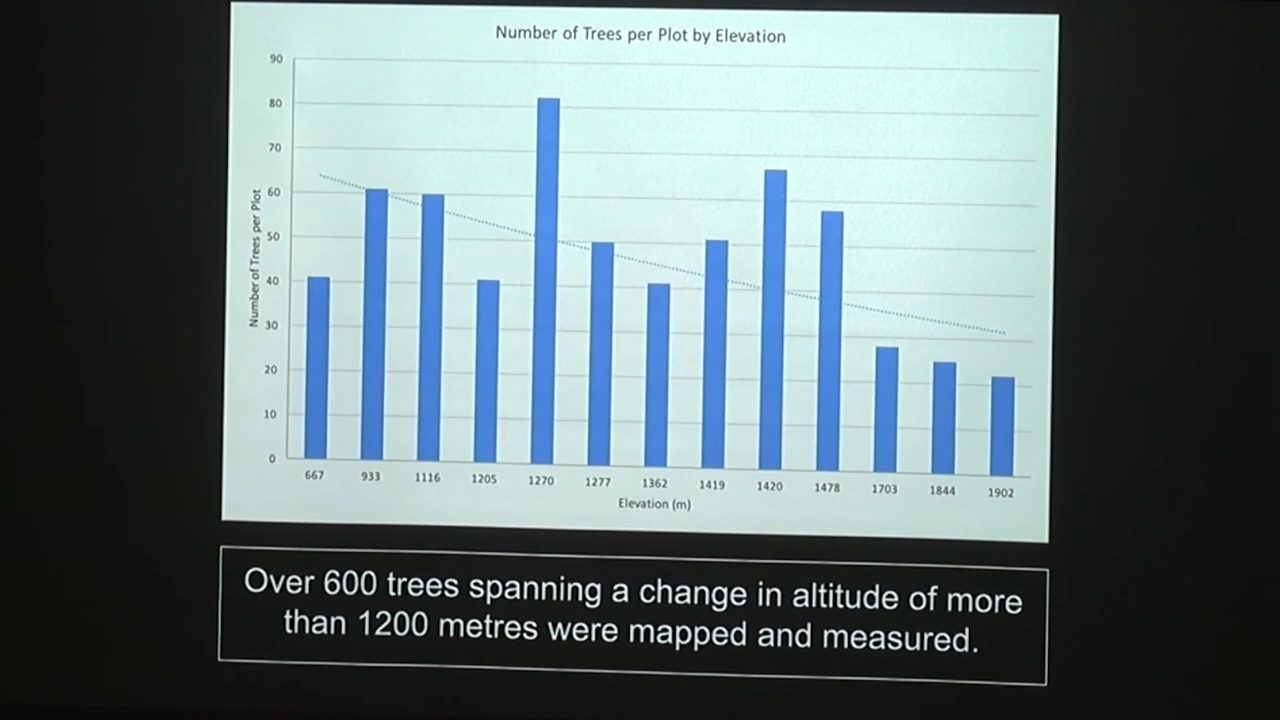 Number of Trees per Plot by Elevation
90
80
70
60
50
40
30
20
10
0
Number of Trees per Plot
667 933 1116 1205 1270 1277 1362 1419 1420 1478 1703 1844 1902
Elevation (m)
Over 600 trees spanning a change in altitude of more
than 1200 metres were mapped and measured.